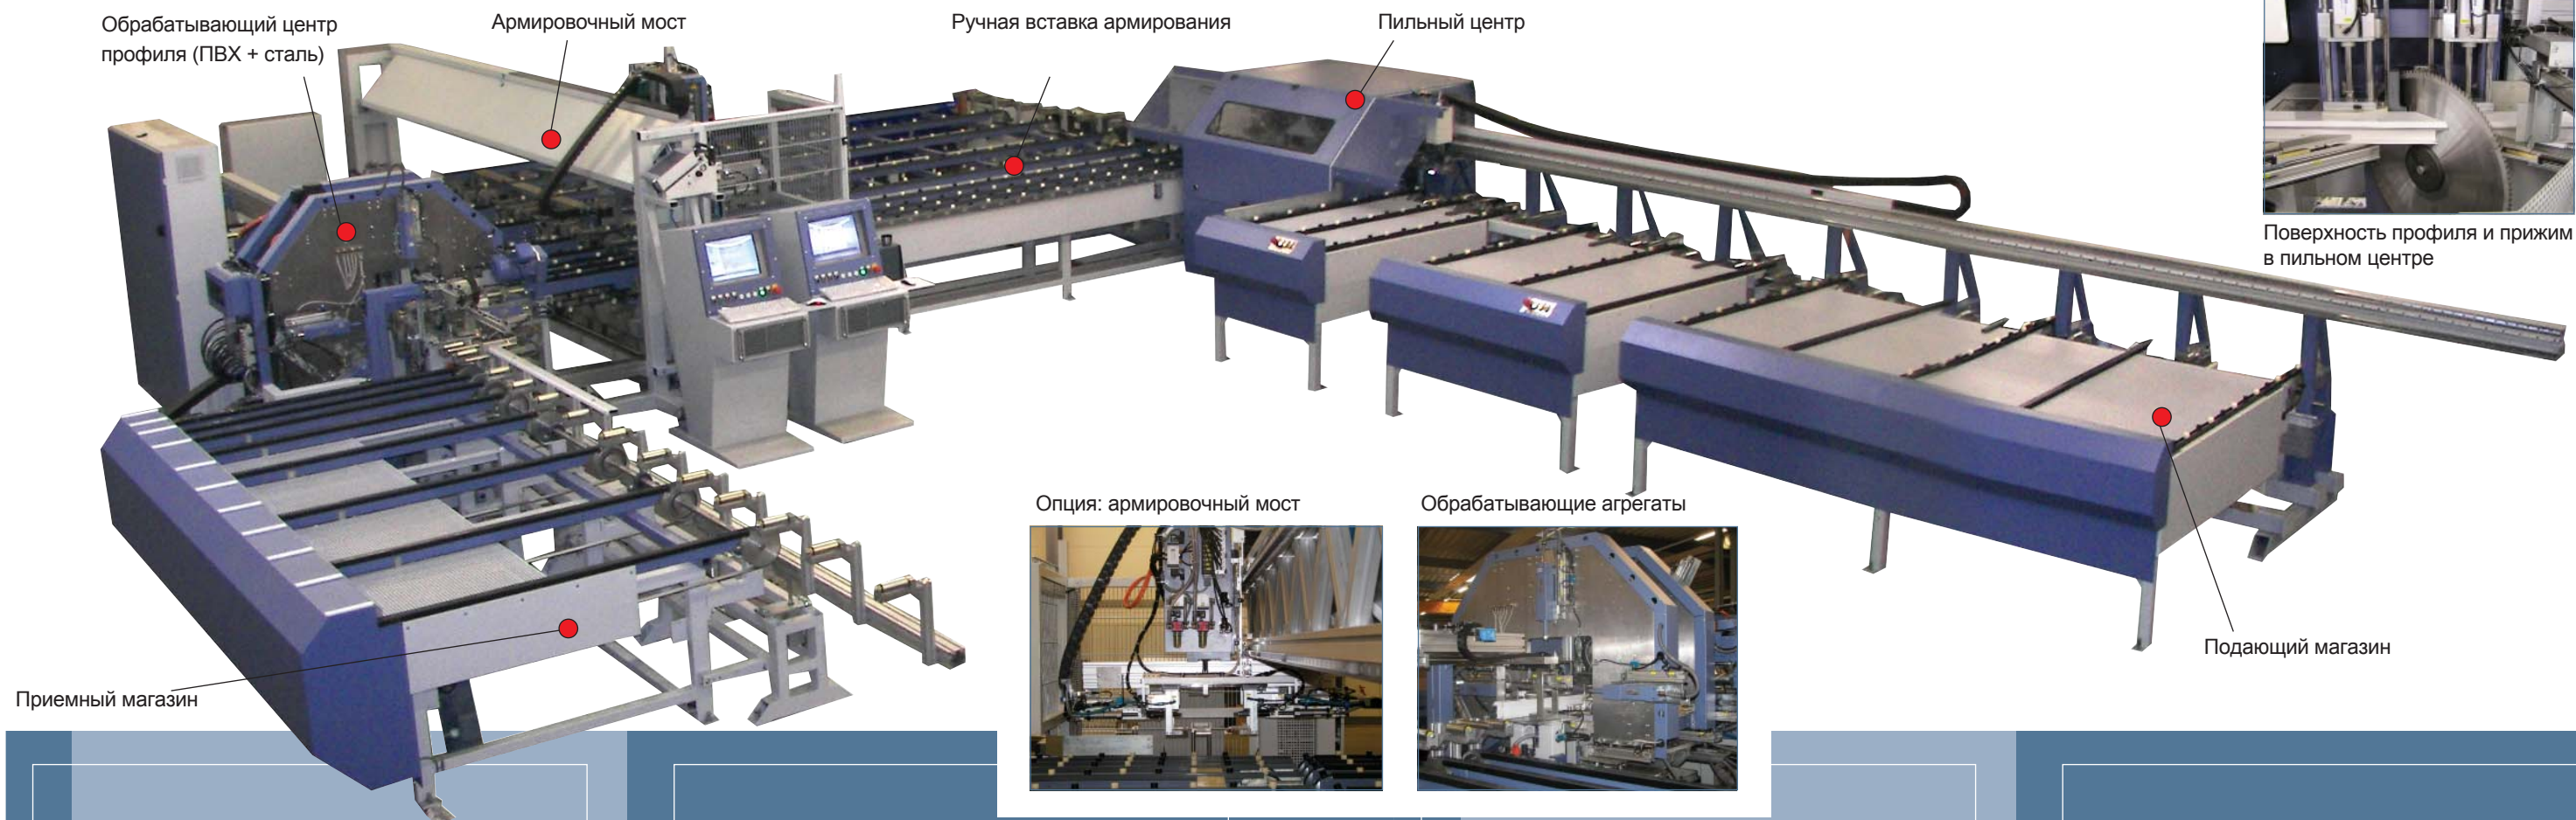 Обрабатывающий центр
профиля (ПВХ + сталь)
Армировочный мост
Ручная вставка армирования
Пильный центр
Поверхность профиля и прижим
в пильном центре
Опция: армировочный мост
Обрабатывающие агрегаты
Подающий магазин
Приемный магазин